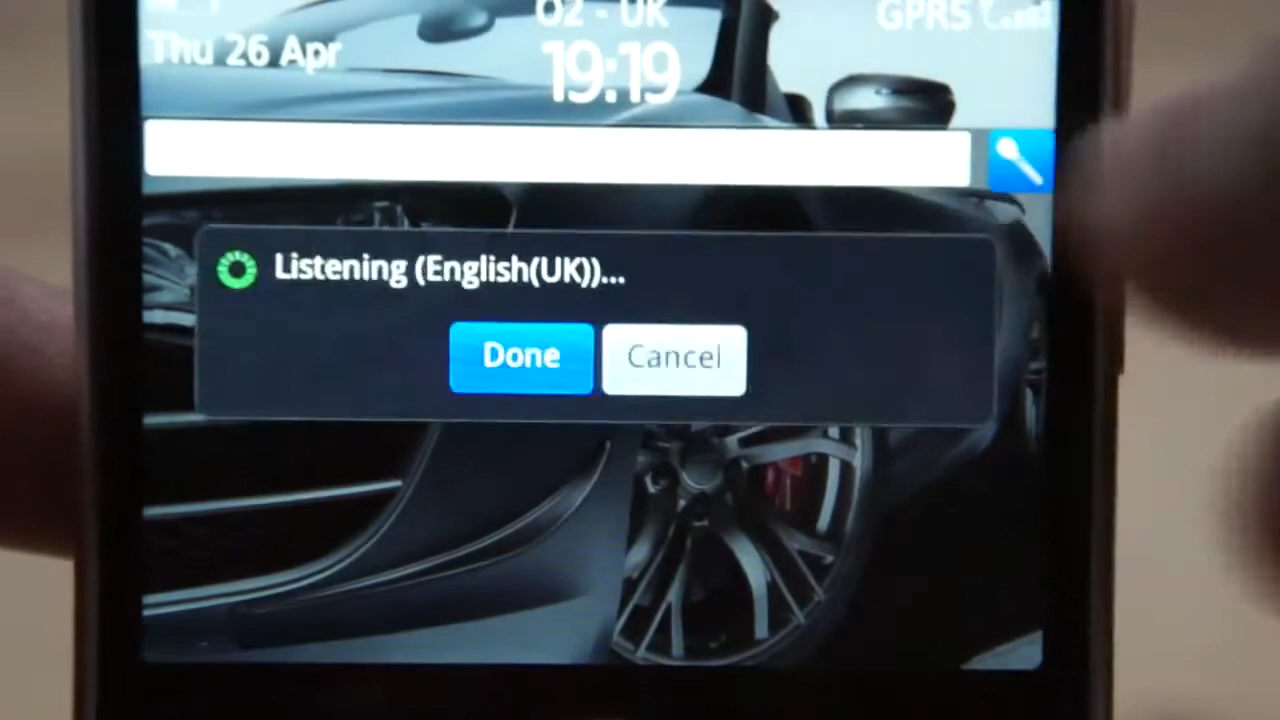 O2 - UK
GPRS
Thu 26 Apr
19:19
Listening (English(UK))...
Done
Cancel